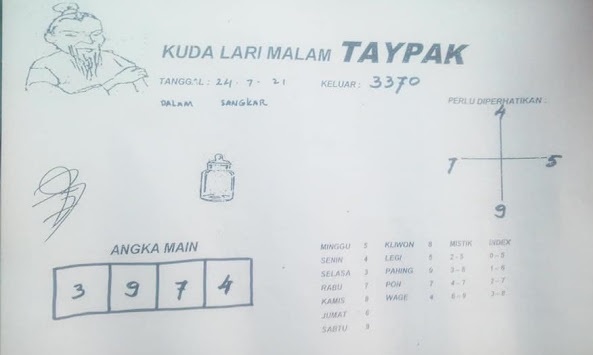 KUDA LARI MALAM TAYPAK
TANGGAL : 24 - 7 - 21 KELUAR : 3370
DALAM SANGKAR
PERLU DIPERHATIKAN :
4
7 5
9
ANGKA MAIN
3 9 7 4
MINGGU 5 KLIWON 8 MISTIK INDEX
SENIN 4 LEGI 5 2 - 5 0 - 5
SELASA 3 PAHING 9 3 - 8 1 - 6
RABU 7 PON 7 4 - 7 2 - 7
KAMIS 8 WAGE 4 6 - 9 3 - 8
JUMAT 6
SABTU 9